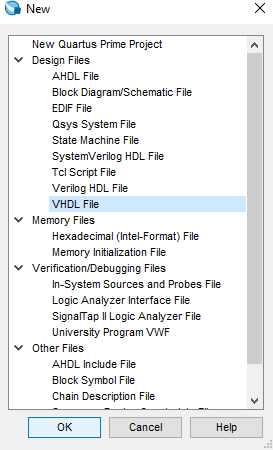 New
New Quartus Prime Project
Design Files
AHDL File
Block Diagram/Schematic File
EDIF File
Qsys System File
State Machine File
SystemVerilog HDL File
Tcl Script File
Verilog HDL File
VHDL File
Memory Files
Hexadecimal (Intel-Format) File
Memory Initialization File
Verification/Debugging Files
In-System Sources and Probes File
Logic Analyzer Interface File
SignalTap II Logic Analyzer File
University Program VWF
Other Files
AHDL Include File
Block Symbol File
Chain Description File
OK Cancel Help